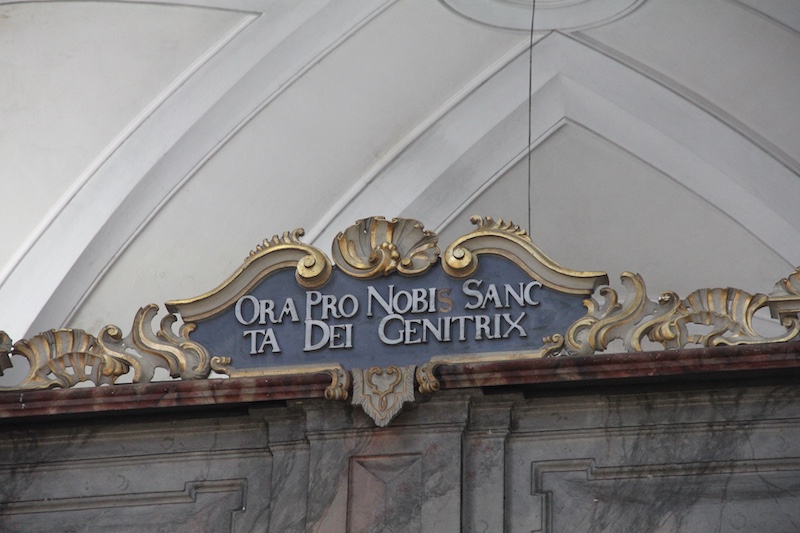 ORA PRO NOBIS SANC
TA DEI GENITRIX